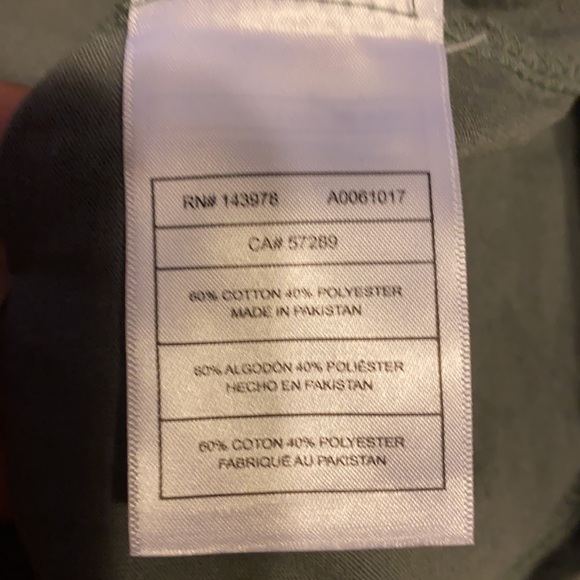 RN# 143978 A0061017
CA# 57289
60% COTTON 40% POLYESTER
MADE IN PAKISTAN
60% ALGODÓN 40% POLIÉSTER
HECHO EN PAKISTAN
60% COTON 40% POLYESTER
FABRIQUÉ AU PAKISTAN